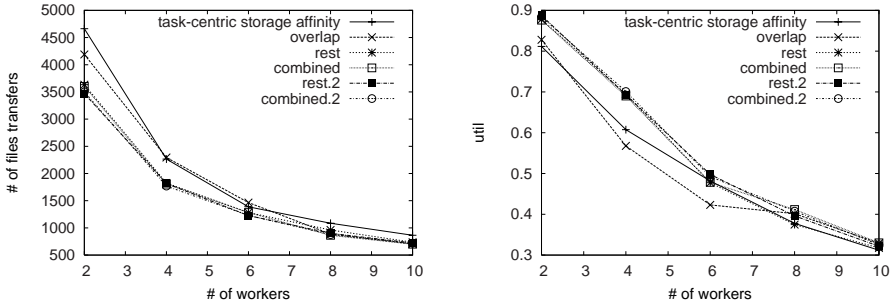 5000
4500
4000
3500
3000
2500
2000
1500
1000
500
# of files transfers
task-centric storage affinity
overlap
rest
combined
rest.2
combined.2
2 3 4 5 6 7 8 9 10
# of workers
0.9
0.8
0.7
0.6
0.5
0.4
0.3
util
task-centric storage affinity
overlap
rest
combined
rest.2
combined.2
2 3 4 5 6 7 8 9 10
# of workers